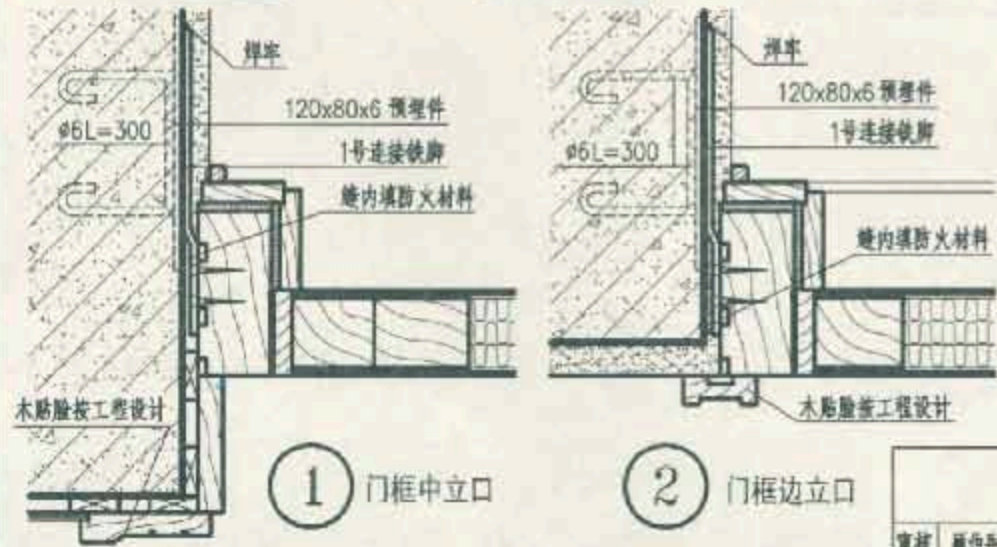 焊牢
120x80x6 预埋件
1号连接铁脚
ø6L=300
缝内填防火材料
木贴脸按工程设计
1 门框中立口
焊牢
120x80x6 预埋件
1号连接铁脚
ø6L=300
缝内填防火材料
木贴脸按工程设计
2 门框边立口
审核